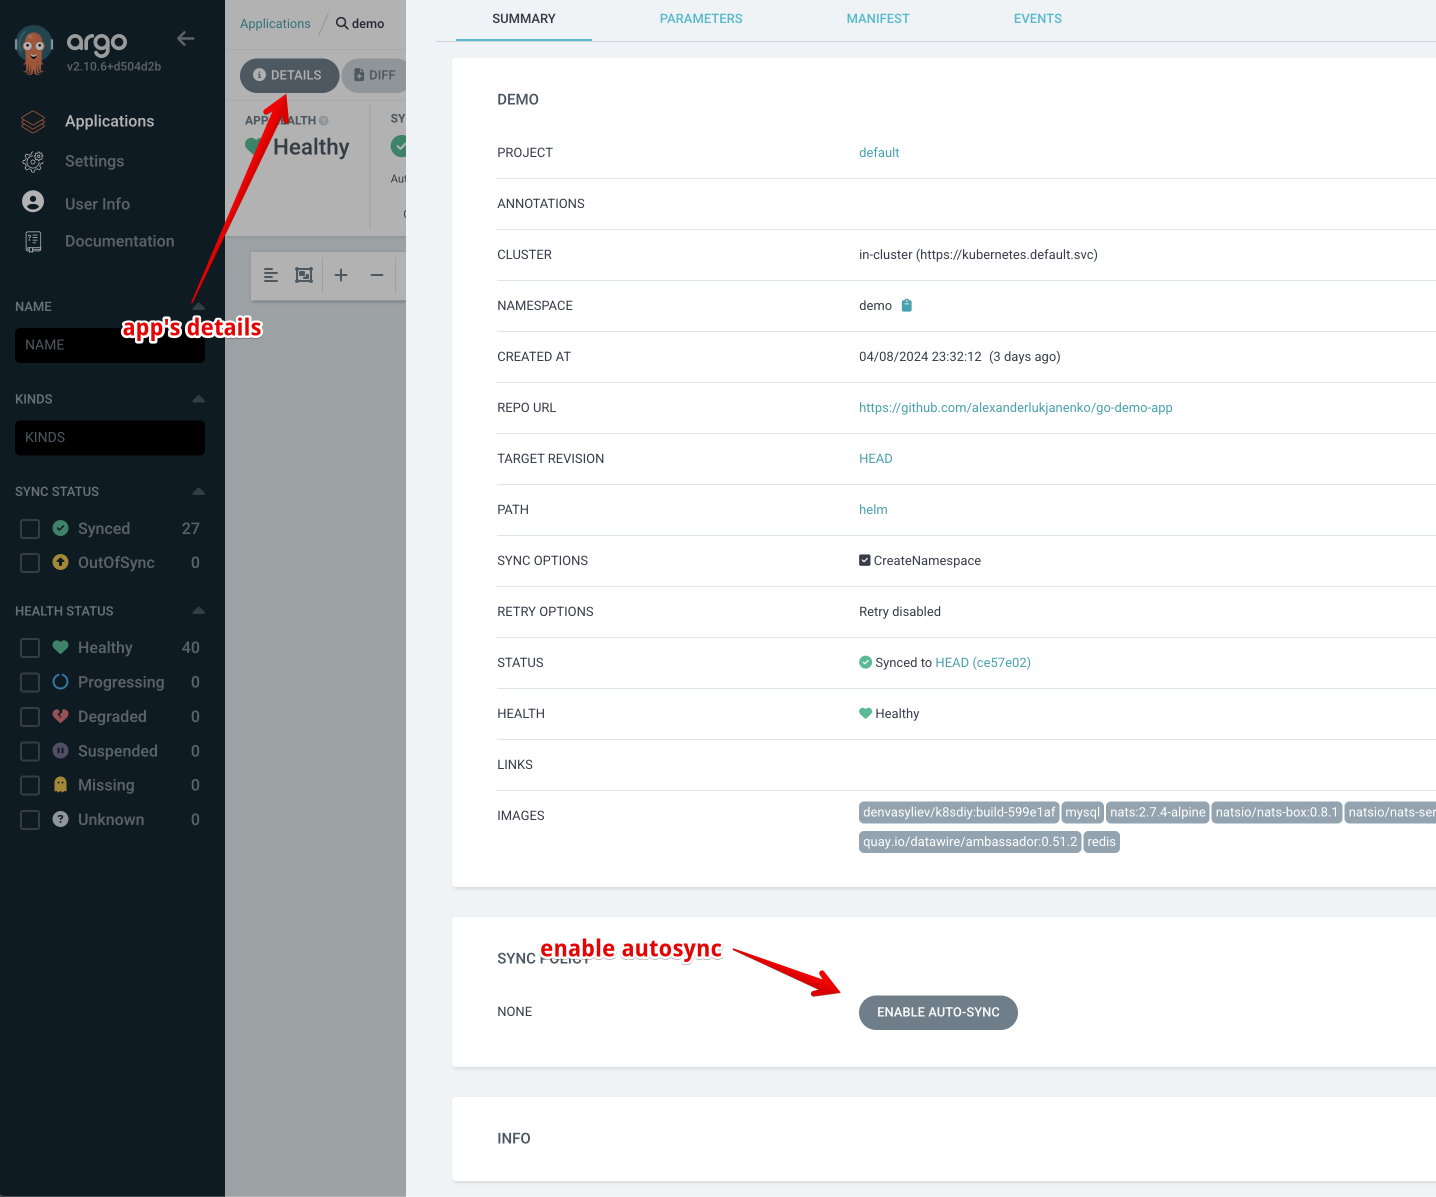 argo
v2.10.6+d504d2b
Applications
Settings
User Info
Documentation
NAME
NAME
KINDS
KINDS
SYNC STATUS
Synced 27
OutOfSync 0
HEALTH STATUS
Healthy 40
Progressing 0
Degraded 0
Suspended 0
Missing 0
Unknown 0
Applications / demo
DETAILS DIFF
APP HEALTH
Healthy
SY
Aut
app's details
SUMMARY PARAMETERS MANIFEST EVENTS
DEMO
PROJECT default
ANNOTATIONS
CLUSTER in-cluster (https://kubernetes.default.svc)
NAMESPACE demo
CREATED AT 04/08/2024 23:32:12 (3 days ago)
REPO URL https://github.com/alexanderlukjanenko/go-demo-app
TARGET REVISION HEAD
PATH helm
SYNC OPTIONS CreateNamespace
RETRY OPTIONS Retry disabled
STATUS Synced to HEAD (ce57e02)
HEALTH Healthy
LINKS
IMAGES denvasyliev/k8sdiy:build-599e1af mysql nats:2.7.4-alpine natsio/nats-box:0.8.1 natsio/nats-ser
quay.io/datawire/ambassador:0.51.2 redis
enable autosync
SYNC POLICY
NONE ENABLE AUTO-SYNC
INFO